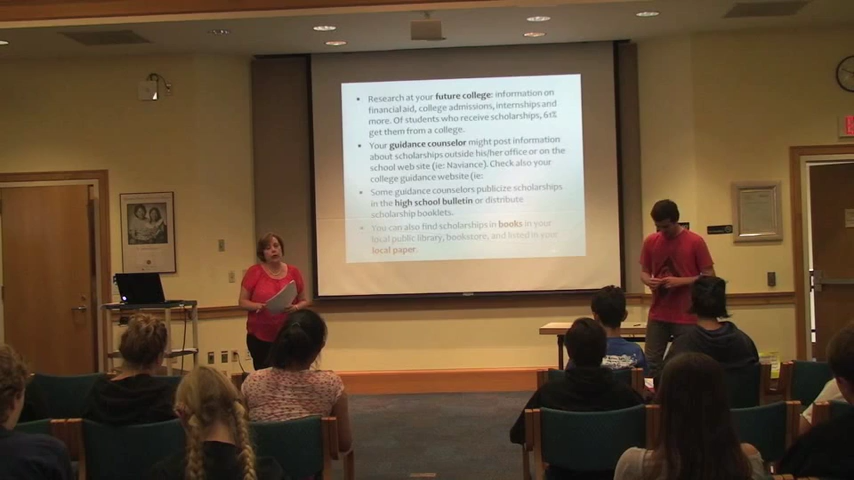 • Research at your future college: information on
financial aid, college admissions, internships and
more. Of students who receive scholarships, 61%
get them from a college.
• Your guidance counselor might post information
about scholarships outside his/her office or on the
school web site (ie: Naviance). Check also your
college guidance website (ie:
• Some guidance counselors publicize scholarships
in the high school bulletin or distribute
scholarship booklets.
• You can also find scholarships in books in your
local public library, bookstore, and listed in your
local paper.